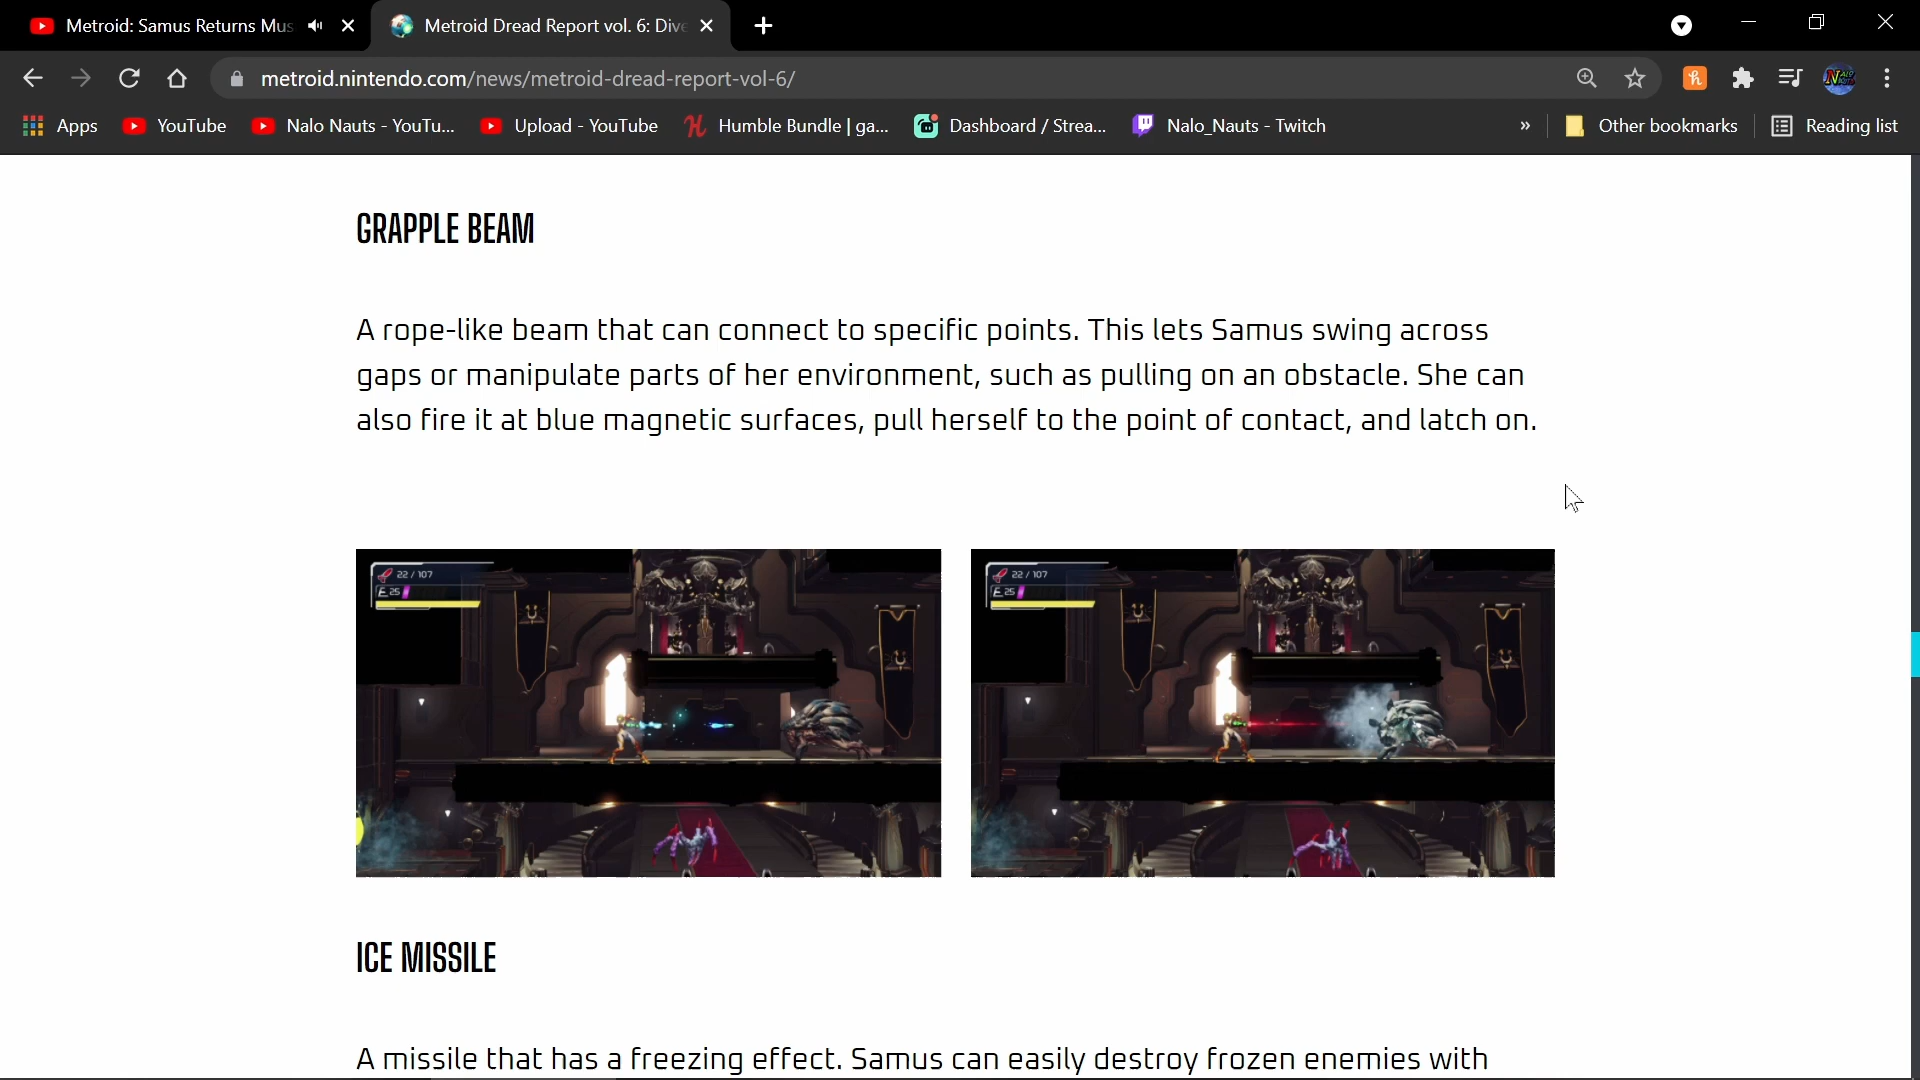 Metroid: Samus Returns Mus
Metroid Dread Report vol. 6: Dive
metroid.nintendo.com/news/metroid-dread-report-vol-6/
Apps
YouTube
Nalo Nauts - YouTu...
Upload - YouTube
Humble Bundle | ga...
Dashboard / Strea...
Nalo_Nauts - Twitch
»
Other bookmarks
Reading list
GRAPPLE BEAM
A rope-like beam that can connect to specific points. This lets Samus swing across
gaps or manipulate parts of her environment, such as pulling on an obstacle. She can
also fire it at blue magnetic surfaces, pull herself to the point of contact, and latch on.
22 / 107
E 25
22 / 107
E 25
ICE MISSILE
A missile that has a freezing effect. Samus can easily destroy frozen enemies with